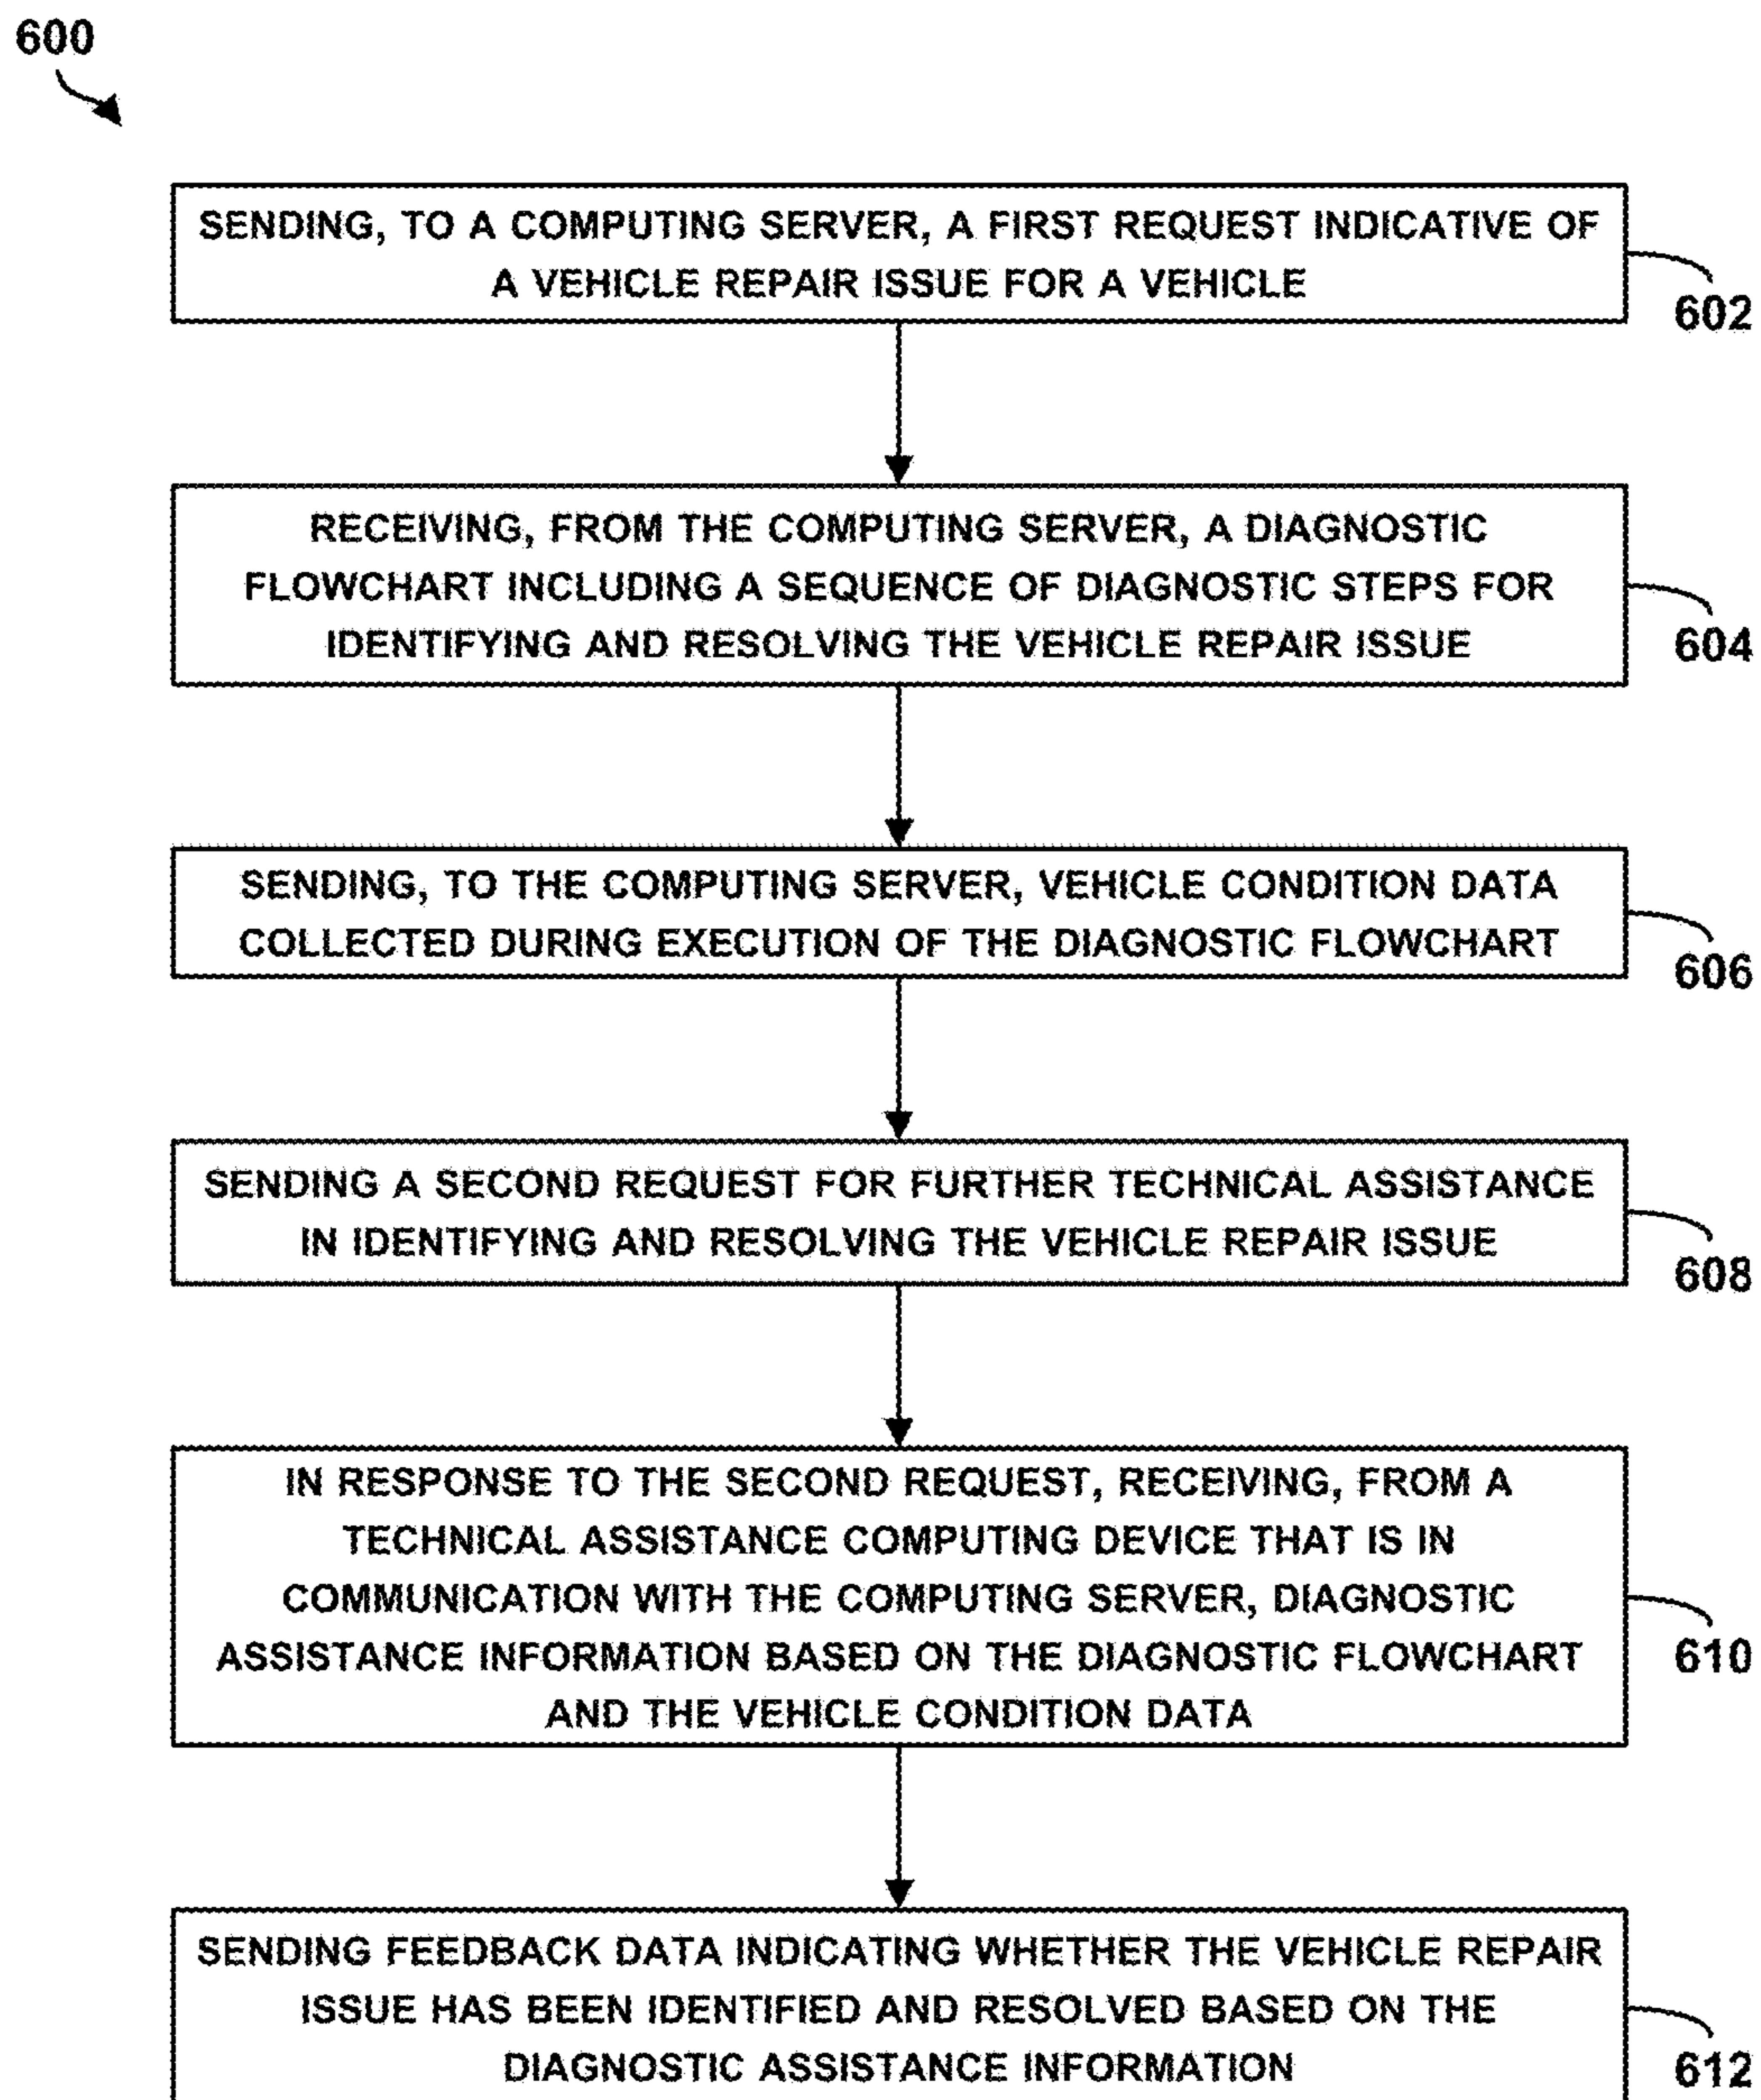 600
SENDING, TO A COMPUTING SERVER, A FIRST REQUEST INDICATIVE OF
A VEHICLE REPAIR ISSUE FOR A VEHICLE
602
RECEIVING, FROM THE COMPUTING SERVER, A DIAGNOSTIC
FLOWCHART INCLUDING A SEQUENCE OF DIAGNOSTIC STEPS FOR
IDENTIFYING AND RESOLVING THE VEHICLE REPAIR ISSUE
604
SENDING, TO THE COMPUTING SERVER, VEHICLE CONDITION DATA
COLLECTED DURING EXECUTION OF THE DIAGNOSTIC FLOWCHART
606
SENDING A SECOND REQUEST FOR FURTHER TECHNICAL ASSISTANCE
IN IDENTIFYING AND RESOLVING THE VEHICLE REPAIR ISSUE
608
IN RESPONSE TO THE SECOND REQUEST, RECEIVING, FROM A
TECHNICAL ASSISTANCE COMPUTING DEVICE THAT IS IN
COMMUNICATION WITH THE COMPUTING SERVER, DIAGNOSTIC
ASSISTANCE INFORMATION BASED ON THE DIAGNOSTIC FLOWCHART
AND THE VEHICLE CONDITION DATA
610
SENDING FEEDBACK DATA INDICATING WHETHER THE VEHICLE REPAIR
ISSUE HAS BEEN IDENTIFIED AND RESOLVED BASED ON THE
DIAGNOSTIC ASSISTANCE INFORMATION
612